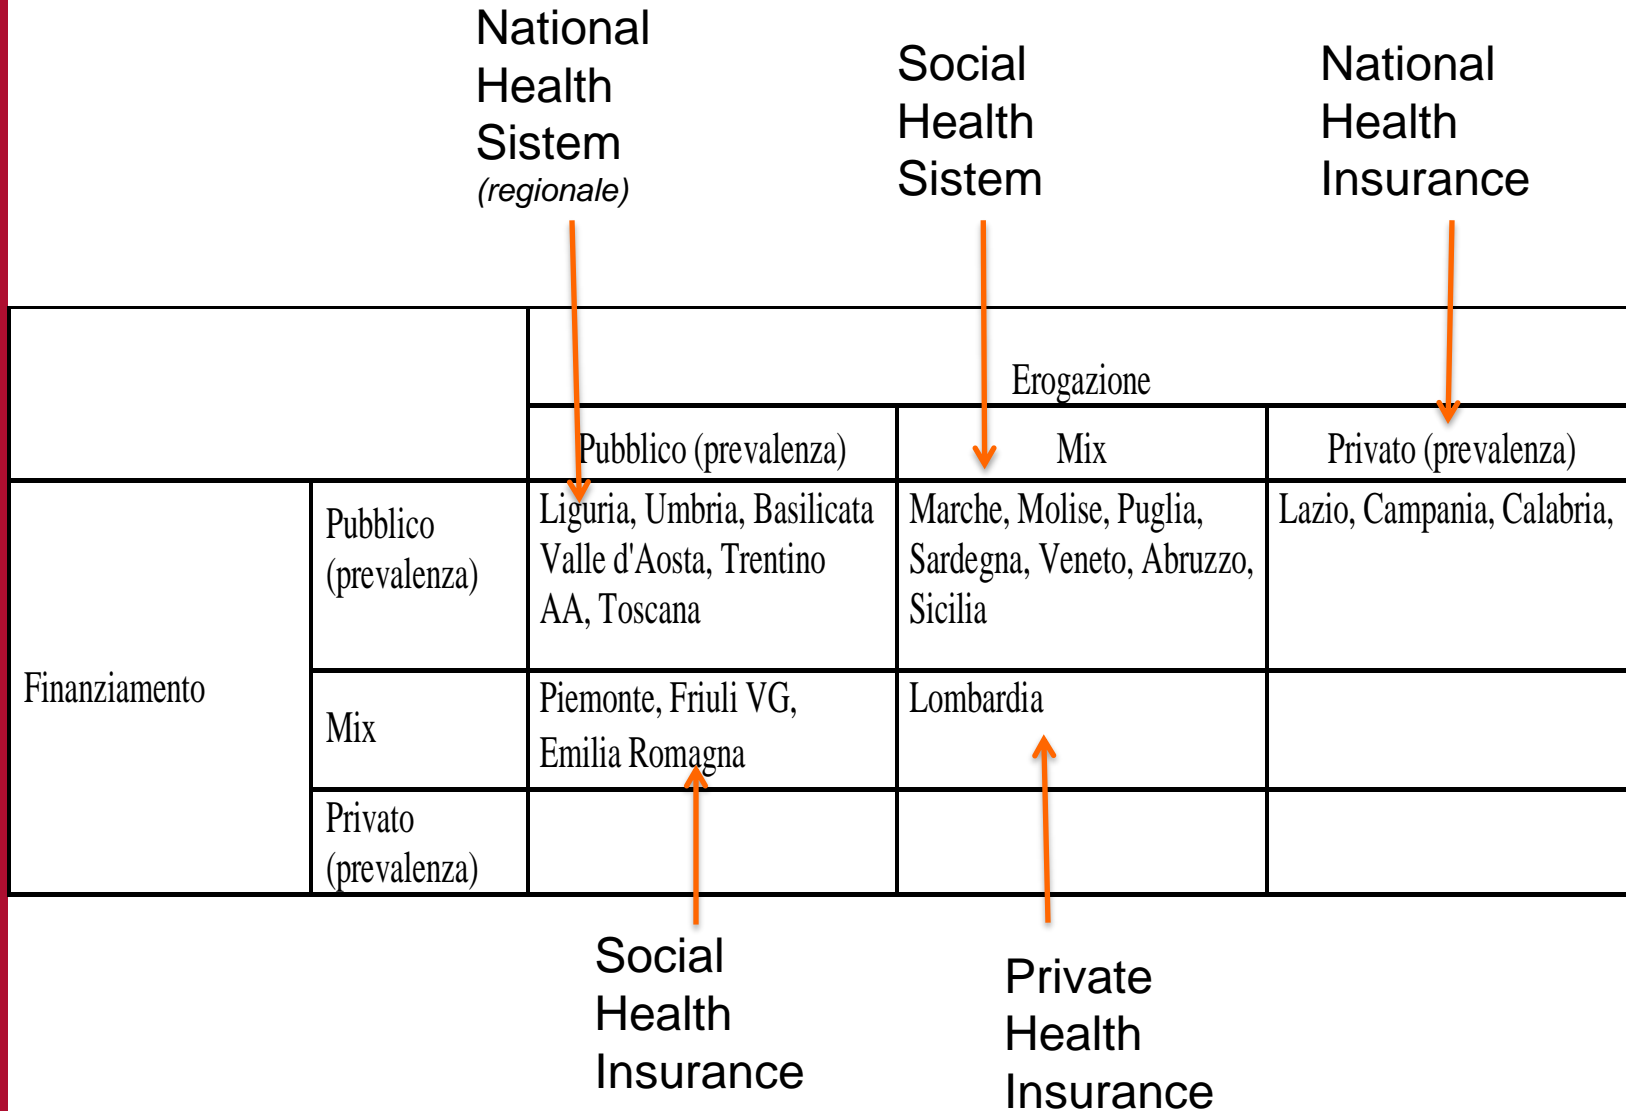 National
Health
Sistem
(regionale)
Social
Health
Sistem
National
Health
Insurance
Erogazione
Pubblico (prevalenza)
Mix
Privato (prevalenza)
Finanziamento
Pubblico
(prevalenza)
Liguria, Umbria, Basilicata
Valle d'Aosta, Trentino
AA, Toscana
Marche, Molise, Puglia,
Sardegna, Veneto, Abruzzo,
Sicilia
Lazio, Campania, Calabria,
Mix
Piemonte, Friuli VG,
Emilia Romagna
Lombardia
Privato
(prevalenza)
Social
Health
Insurance
Private
Health
Insurance